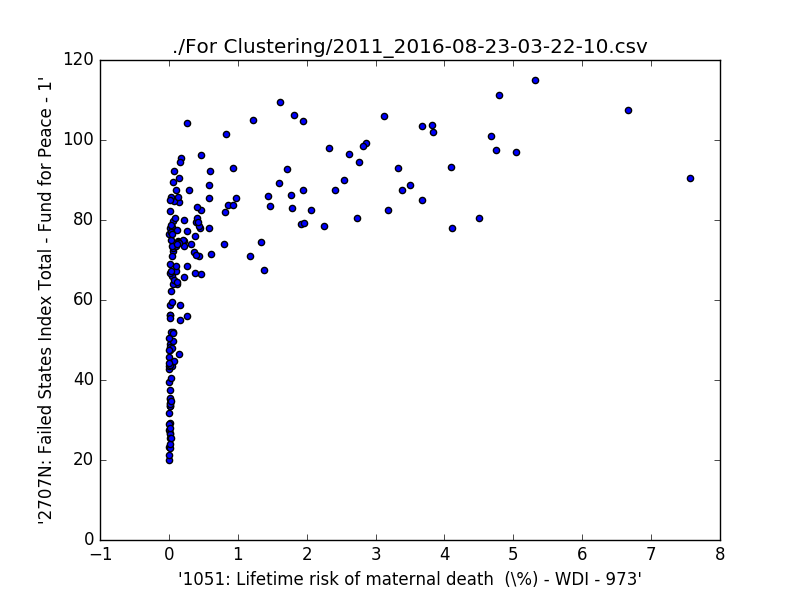 ./For Clustering/2011_2016-08-23-03-22-10.csv
'2707N: Failed States Index Total - Fund for Peace - 1'
120
100
80
60
40
20
0
−1 0 1 2 3 4 5 6 7 8
'1051: Lifetime risk of maternal death  (\%) - WDI - 973'